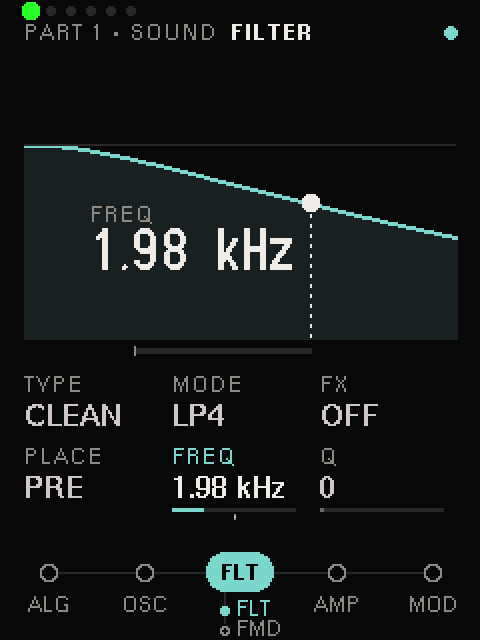 PART 1 · SOUND FILTER
FREQ
1.98 kHz
TYPE MODE FX
CLEAN LP4 OFF
PLACE FREQ Q
PRE 1.98 kHz 0
FLT
ALG OSC FLT AMP MOD
FMD